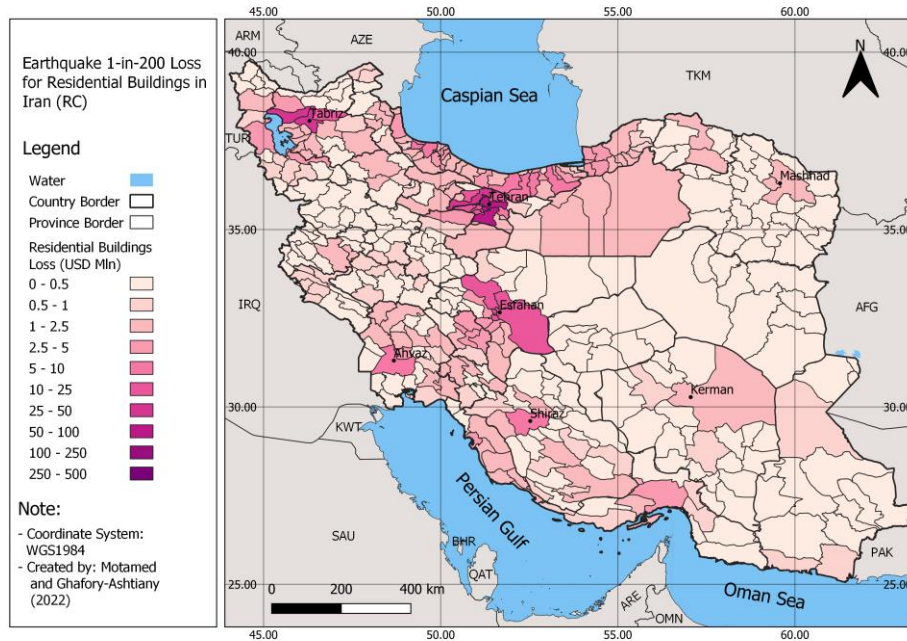 Earthquake 1-in-200 Loss
for Residential Buildings in
Iran (RC)
Legend
Water
Country Border
Province Border
Residential Buildings
Loss (USD Mln)
0 - 0.5
0.5 - 1
1 - 2.5
2.5 - 5
5 - 10
10 - 25
25 - 50
50 - 100
100 - 250
250 - 500
Note:
- Coordinate System:
WGS1984
- Created by: Motamed
and Ghafory-Ashtiany
(2022)
45.00 50.00 55.00 60.00
40.00 40.00
35.00 35.00
30.00 30.00
25.00 25.00
45.00 50.00 55.00 60.00
N
ARM
AZE
TKM
TUR
IRQ
AFG
KWT
SAU
BHR
QAT
ARE
OMN
PAK
Caspian Sea
Persian Gulf
Oman Sea
Tabriz
Tehran
Mashhad
Esfahan
Ahvaz
Shiraz
Kerman
0 200 400 km